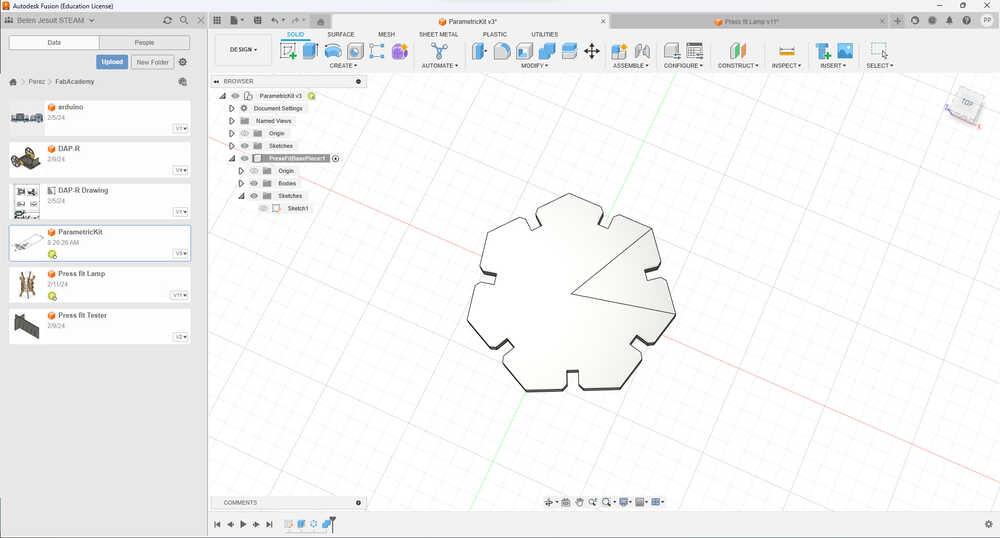 Autodesk Fusion (Education License)
Belen Jesuit STEAM
ParametricKit v3*
Press fit Lamp v11*
PP
Data
People
Upload
New Folder
Perez
FabAcademy
arduino
2/5/24
V1
DAP-R
V4
DAP-R Drawing
2/5/24
V1
ParametricKit
8:26:26 AM
V3
Press fit Lamp
2/11/24
V11
Press fit Tester
2/9/24
V2
DESIGN
SOLID
SURFACE
MESH
SHEET METAL
PLASTIC
UTILITIES
CREATE
AUTOMATE
MODIFY
ASSEMBLE
CONFIGURE
CONSTRUCT
INSPECT
INSERT
SELECT
BROWSER
ParametricKit v3
Document Settings
Named Views
Origin
Sketches
PressFitBasePiece:1
Origin
Bodies
Sketches
Sketch1
TOP
Z
X
COMMENTS